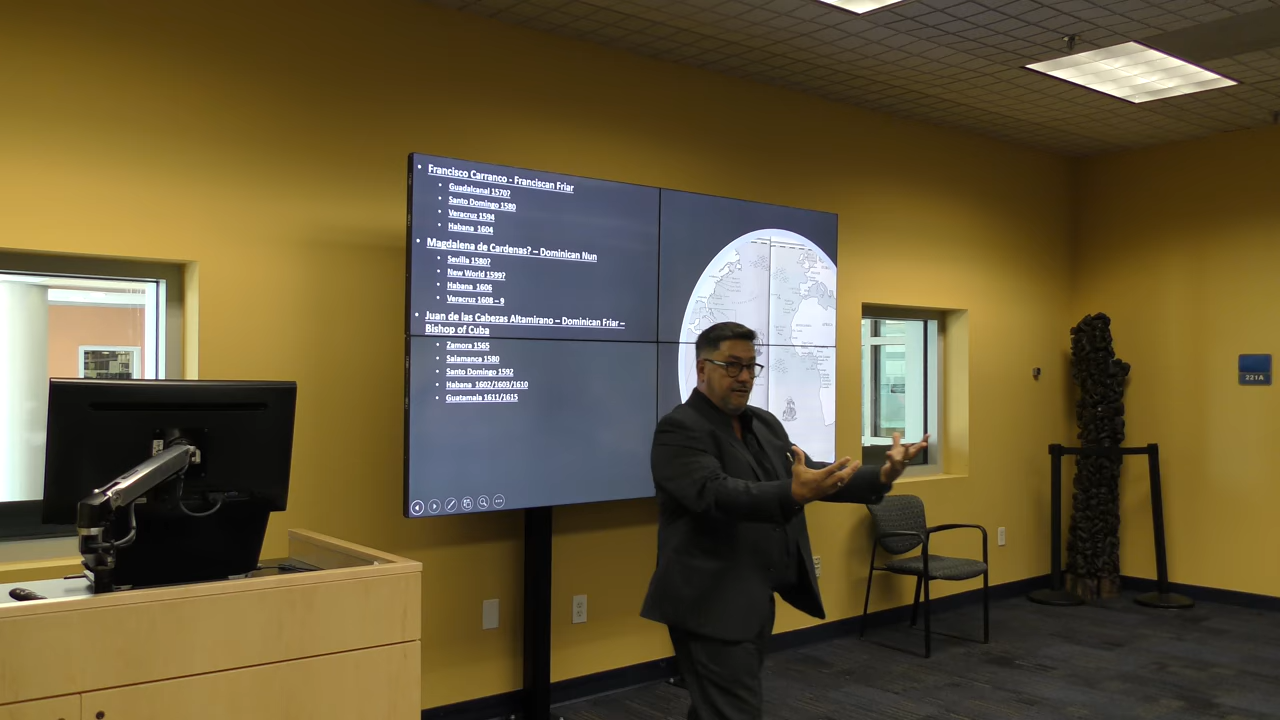 Francisco Carranco - Franciscan Friar
Guadalcanal 1570?
Santo Domingo 1580
Veracruz 1594
Habana 1604
Magdalena de Cardenas? – Dominican Nun
Sevilla 1580?
New World 1599?
Habana 1606
Veracruz 1608 – 9
Juan de las Cabezas Altamirano – Dominican Friar –
Bishop of Cuba
Zamora 1565
Salamanca 1580
Santo Domingo 1592
Habana 1602/1603/1610
Guatamala 1611/1615
221A